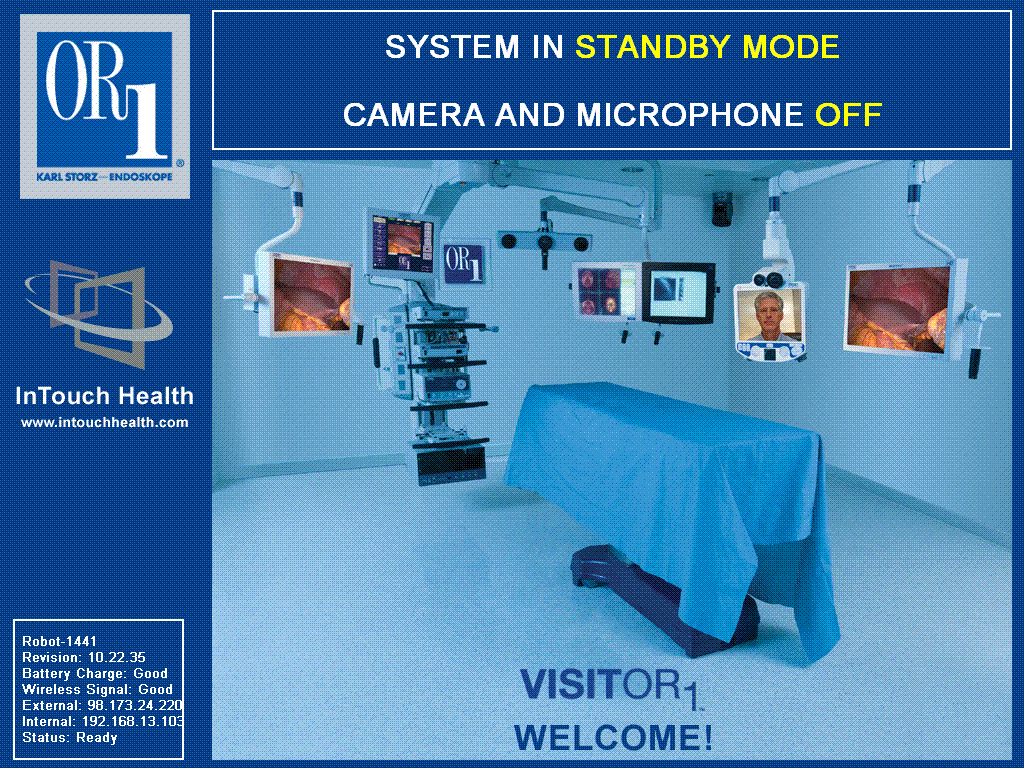 OR1®
KARL STORZ — ENDOSKOPE
SYSTEM IN STANDBY MODE
CAMERA AND MICROPHONE OFF
OR1
InTouch Health
www.intouchhealth.com
Robot-1441
Revision: 10.22.35
Battery Charge: Good
Wireless Signal: Good
External: 98.173.24.220
Internal: 192.168.13.103
Status: Ready
VISITOR1™
WELCOME!